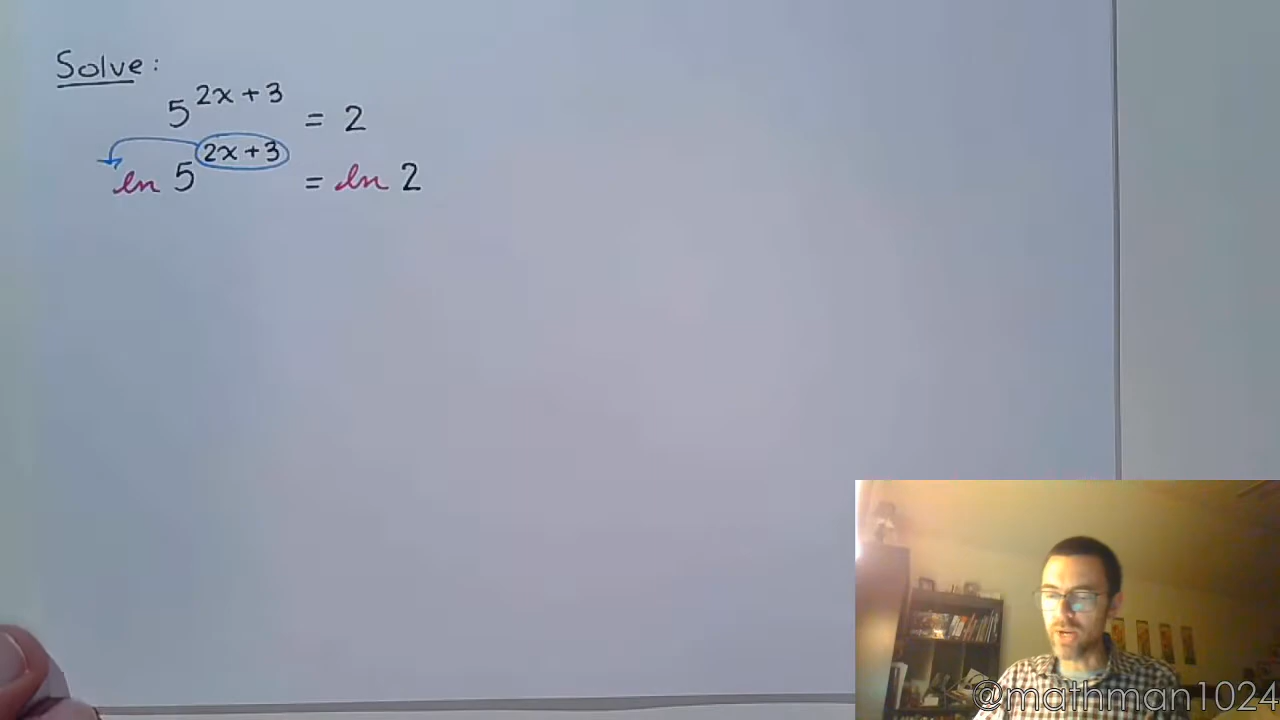 Solve:
5^(2x+3) = 2
ln 5^(2x+3) = ln 2
@mathman1024